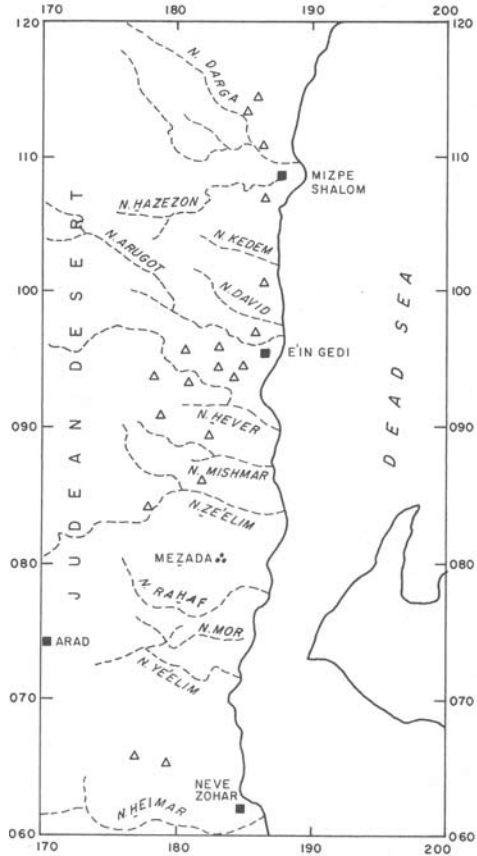 170 180 190 200
120 120
N. DARGA
110 110
MIZPE
SHALOM
N. HAZEZON
N. KEDEM
N. ARUGOT
N. DAVID
100 100
JUDEAN DESERT
DEAD SEA
E'IN GEDI
090 090
N. HEVER
N. MISHMAR
N. ZE'ELIM
080 080
MEZADA
N. RAHAF
N. MOR
ARAD
N. YE'ELIM
070 070
NEVE
ZOHAR
N. HEIMAR
060 060
170 180 190 200